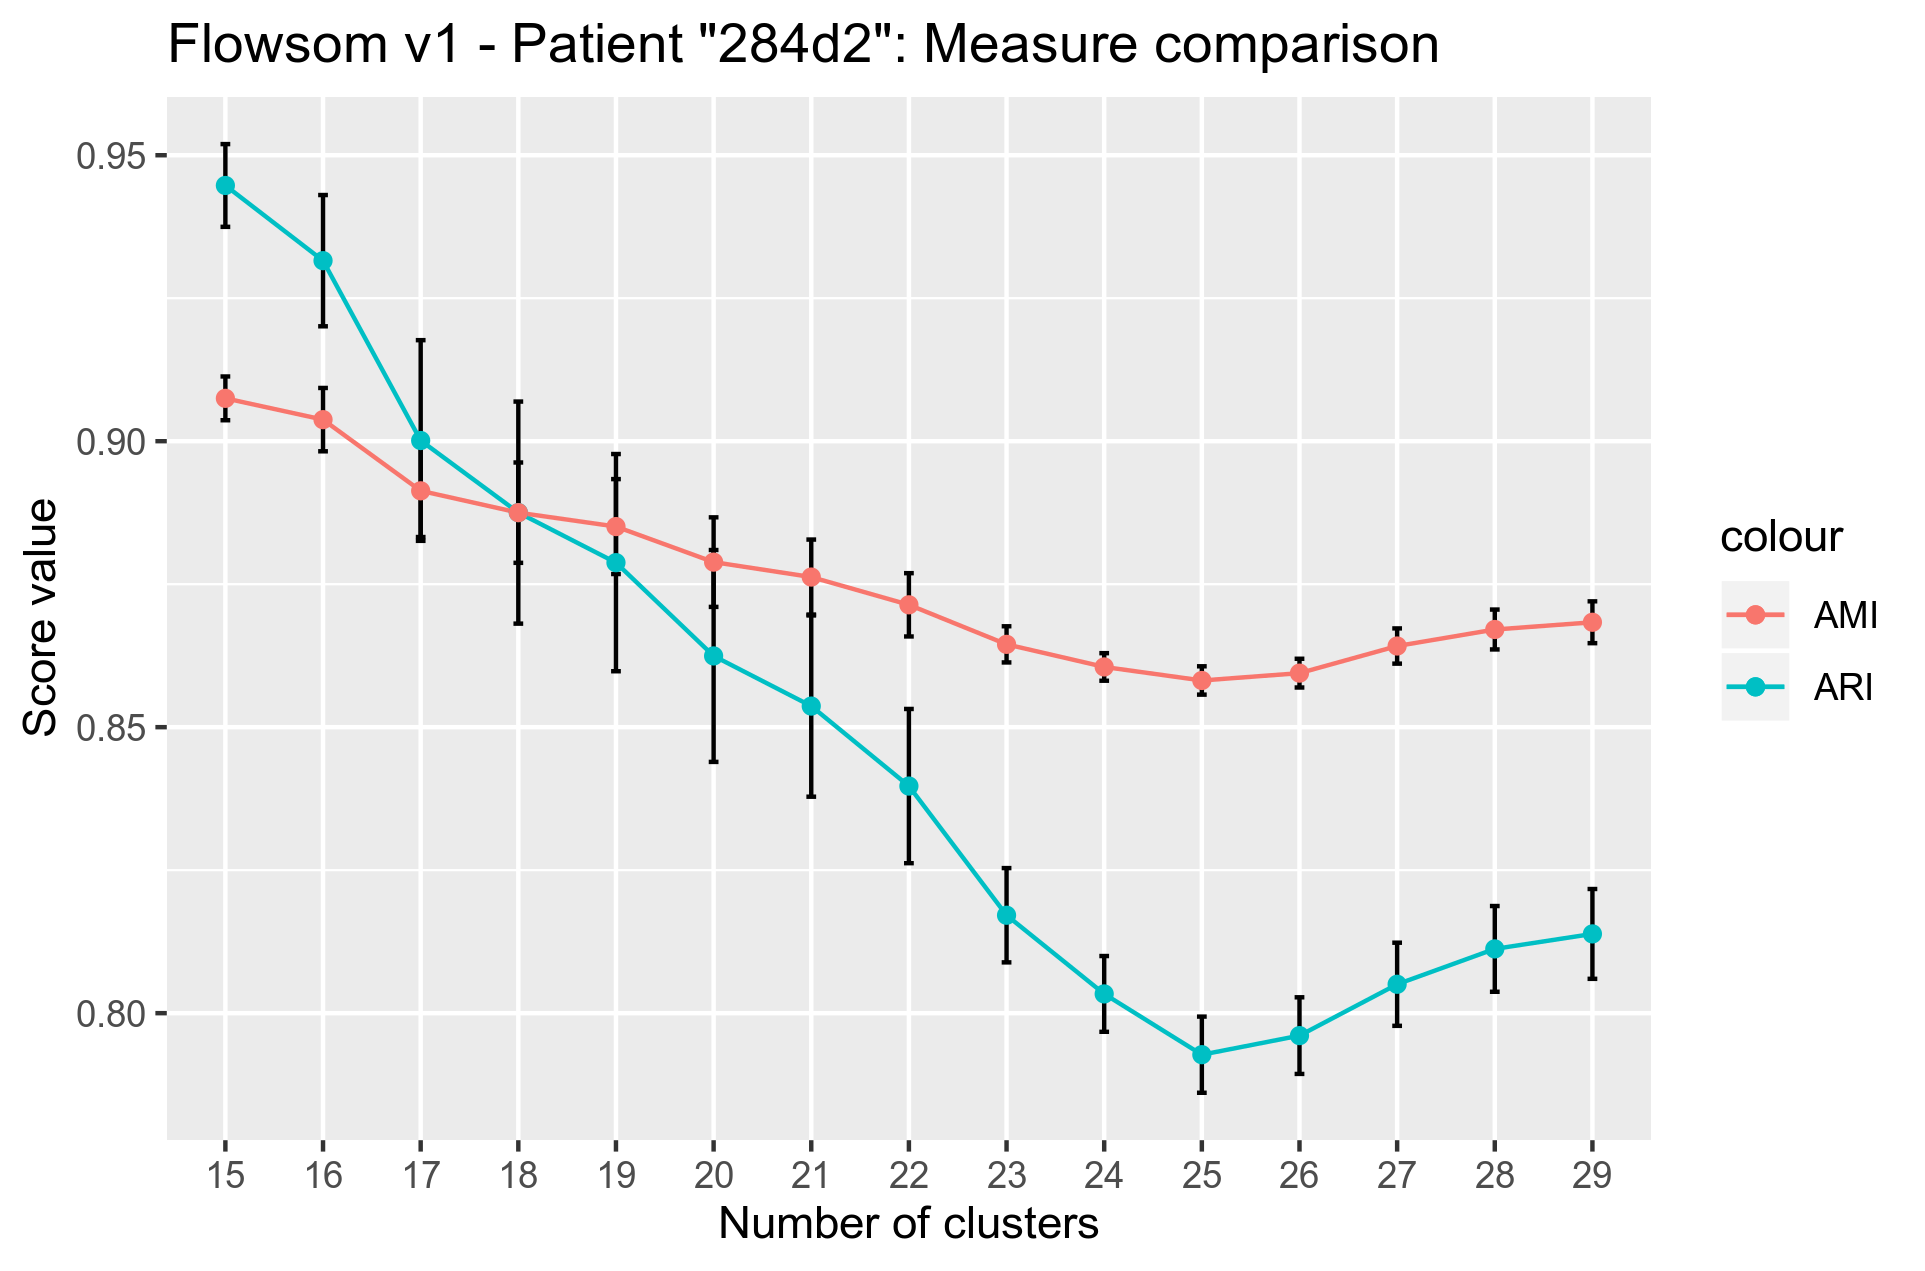 Flowsom v1 - Patient "284d2": Measure comparison
0.95
0.90
0.85
0.80
Score value
15 16 17 18 19 20 21 22 23 24 25 26 27 28 29
Number of clusters
colour
AMI
ARI